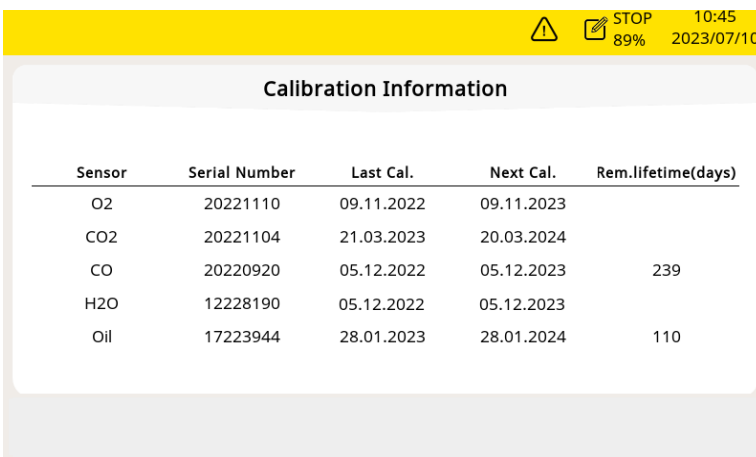 STOP 10:45
89% 2023/07/10
Calibration Information
Sensor Serial Number Last Cal. Next Cal. Rem.lifetime(days)
O2 20221110 09.11.2022 09.11.2023
CO2 20221104 21.03.2023 20.03.2024
CO 20220920 05.12.2022 05.12.2023 239
H2O 12228190 05.12.2022 05.12.2023
Oil 17223944 28.01.2023 28.01.2024 110